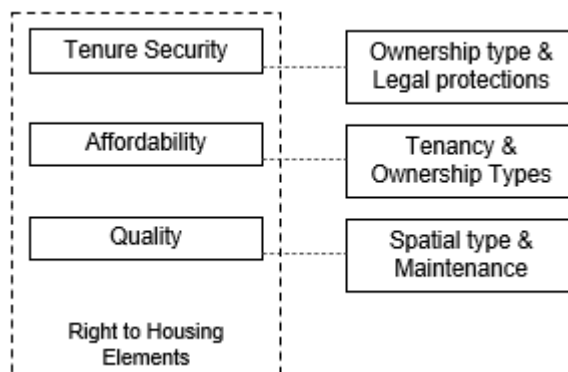 Tenure Security
Ownership type &
Legal protections
Affordability
Tenancy &
Ownership Types
Quality
Spatial type &
Maintenance
Right to Housing
Elements